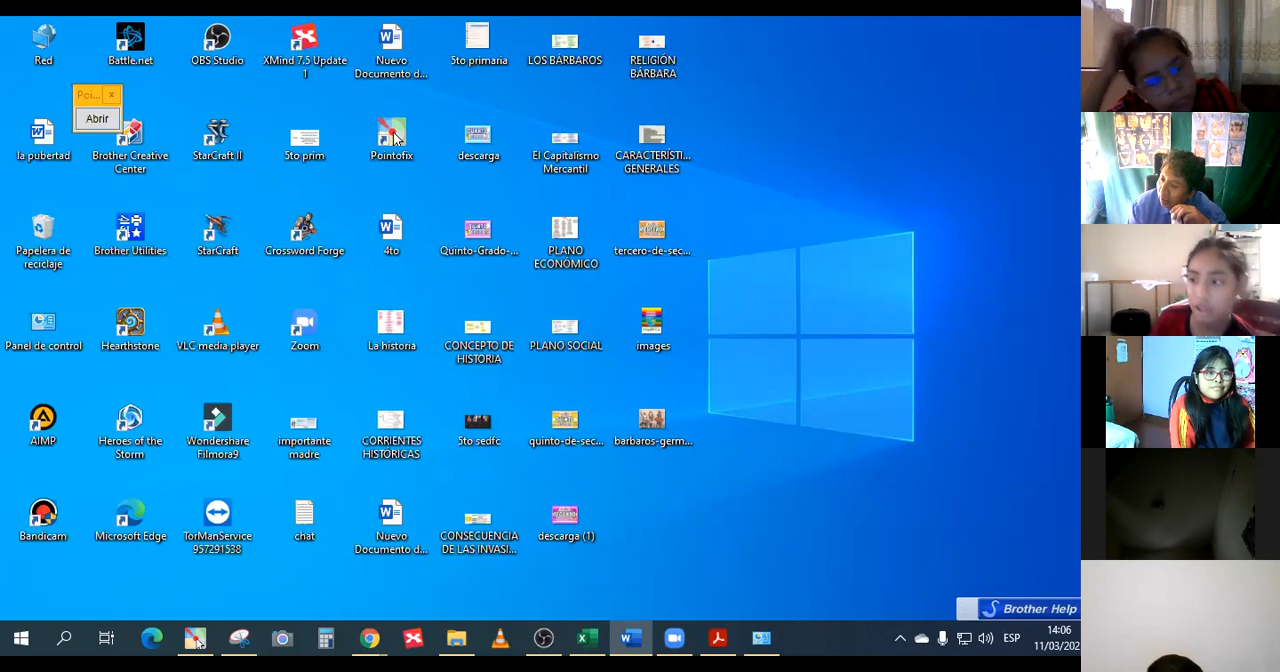 Red
Battle.net
OBS Studio
XMind 7.5 Update
1
Nuevo
Documento d...
5to primaria
LOS BÁRBAROS
RELIGIÓN
BÁRBARA
Poi... x
Abrir
la pubertad
Brother Creative
Center
StarCraft II
5to prim
Pointofix
descarga
El Capitalismo
Mercantil
CARACTERÍSTI...
GENERALES
Papelera de
reciclaje
Brother Utilities
StarCraft
Crossword Forge
4to
Quinto-Grado-...
PLANO
ECONÓMICO
tercero-de-sec...
Panel de control
Hearthstone
VLC media player
Zoom
La historia
CONCEPTO DE
HISTORIA
PLANO SOCIAL
images
AIMP
Heroes of the
Storm
Wondershare
Filmora9
importante
madre
CORRIENTES
HISTÓRICAS
5to sedfc
quinto-de-sec...
barbaros-germ...
Bandicam
Microsoft Edge
TorManService
957291538
chat
Nuevo
Documento d...
CONSECUENCIA
DE LAS INVASI...
descarga (1)
Brother Help
ESP
14:06
11/03/202